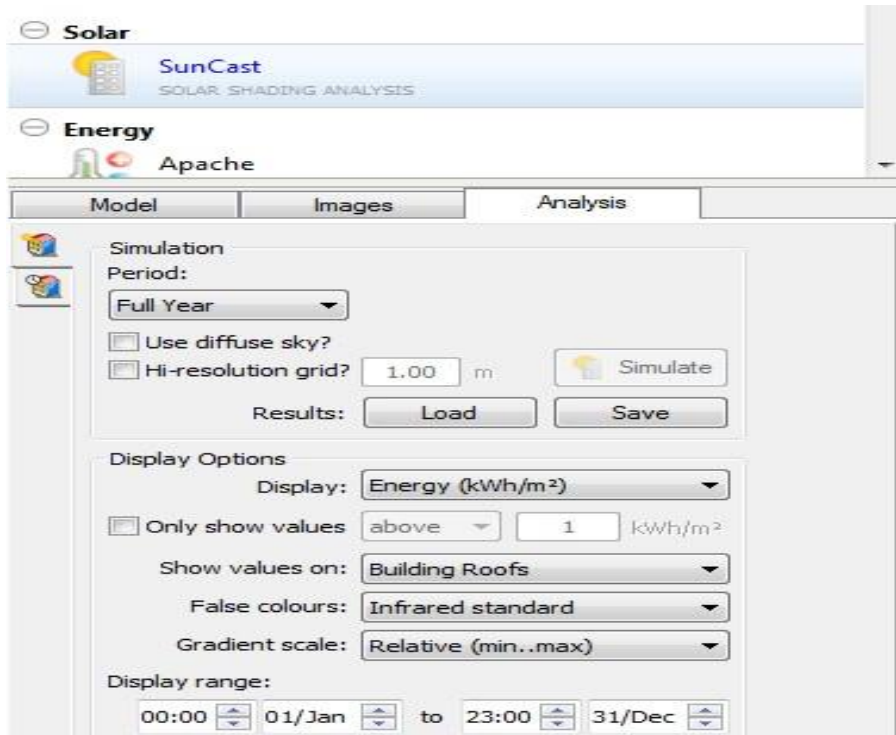 Solar
SunCast
SOLAR SHADING ANALYSIS
Energy
Apache
Model Images Analysis
Simulation
Period:
Full Year
Use diffuse sky?
Hi-resolution grid? 1.00 m Simulate
Results: Load Save
Display Options
Display: Energy (kWh/m²)
Only show values above 1 kWh/m²
Show values on: Building Roofs
False colours: Infrared standard
Gradient scale: Relative (min..max)
Display range:
00:00 01/Jan to 23:00 31/Dec